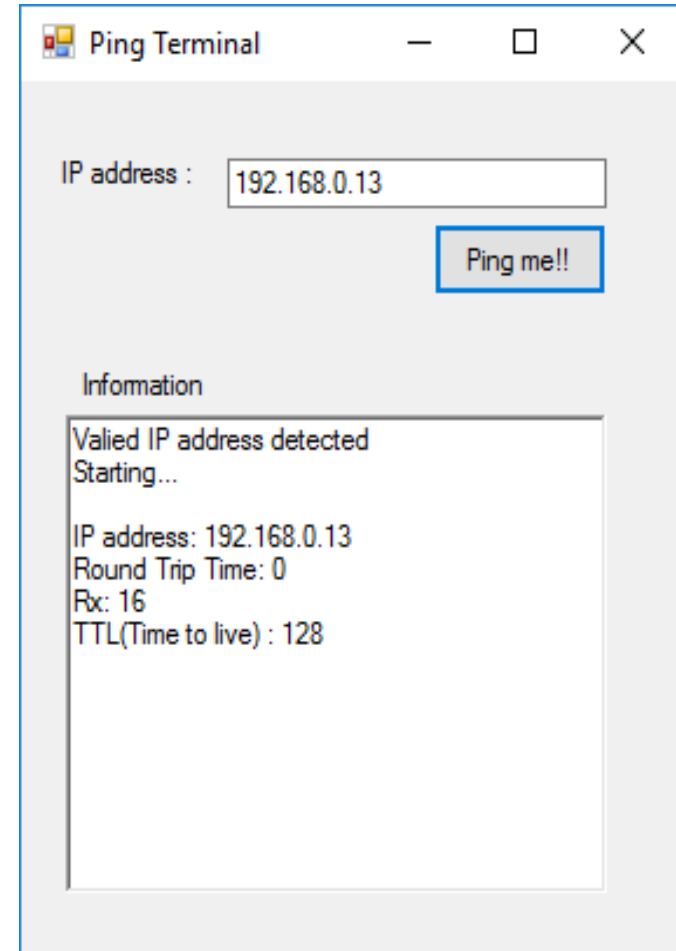 Ping Terminal
IP address :
192.168.0.13
Ping me!!
Information
Valied IP address detected
Starting...
IP address: 192.168.0.13
Round Trip Time: 0
Rx: 16
TTL(Time to live) : 128